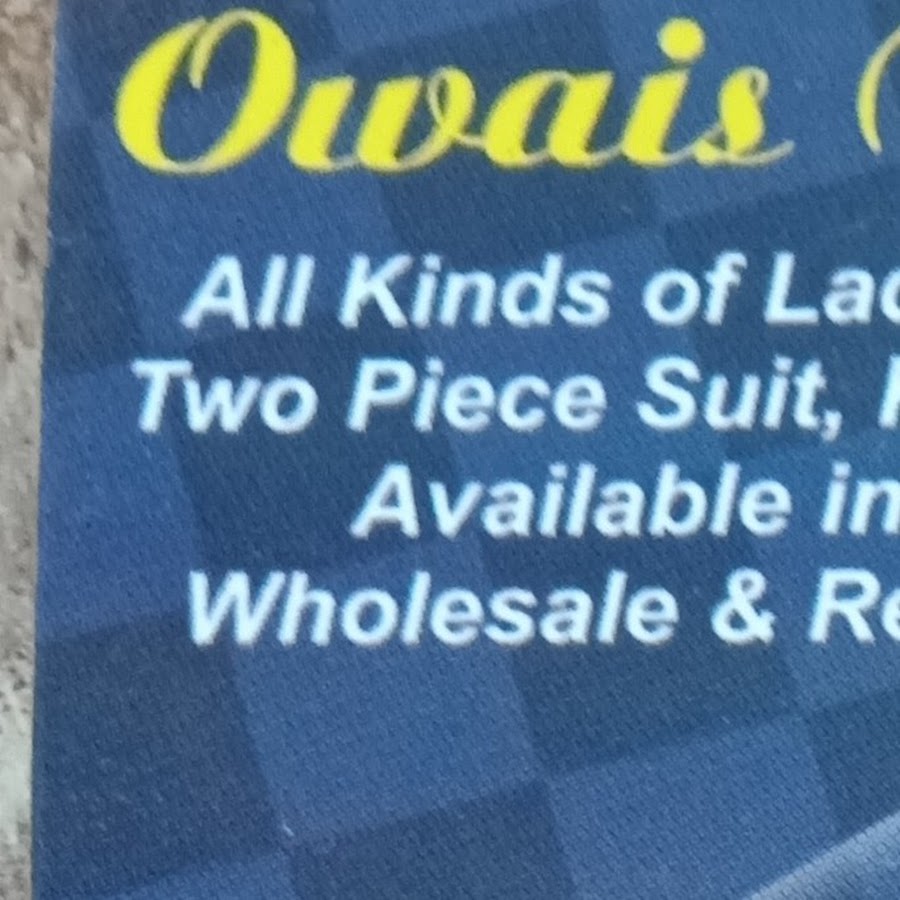 Owais
All Kinds of
Two Piece Suit,
Available in
Wholesale &